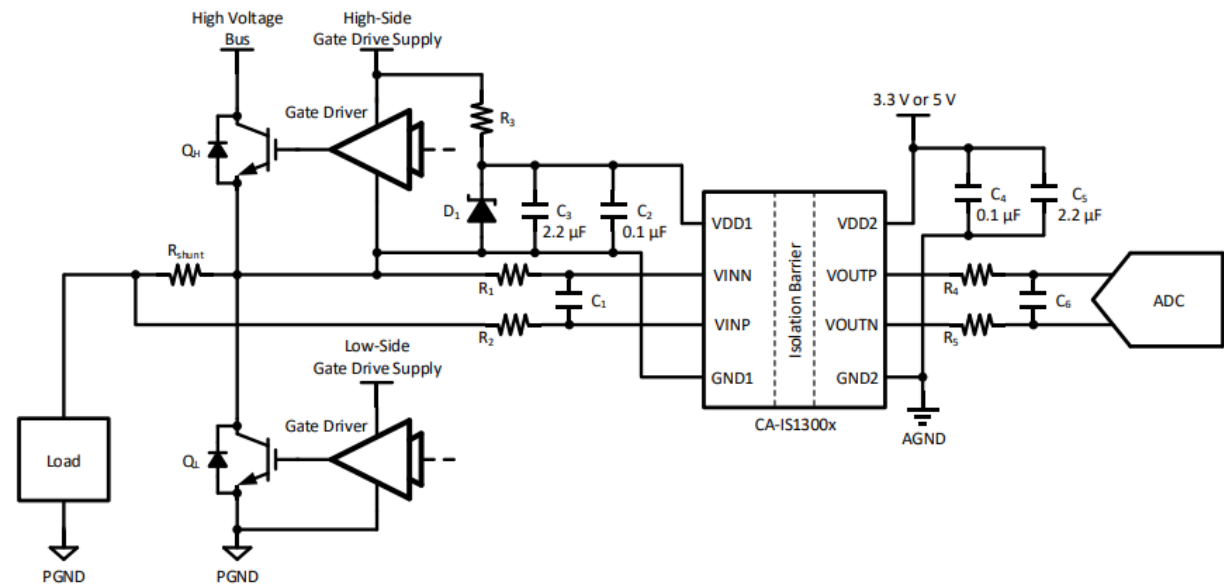 High Voltage
Bus
High-Side
Gate Drive Supply
Gate Driver
R3
3.3 V or 5 V
QH
D1
C3
2.2 µF
C2
0.1 µF
C4
0.1 µF
C5
2.2 µF
VDD1
VDD2
Rshunt
R1
C1
VINN
VOUTP
R4
C6
ADC
R2
VINP
VOUTN
R5
Isolation Barrier
GND1
GND2
CA-IS1300x
AGND
Low-Side
Gate Drive Supply
Gate Driver
Load
QL
PGND
PGND